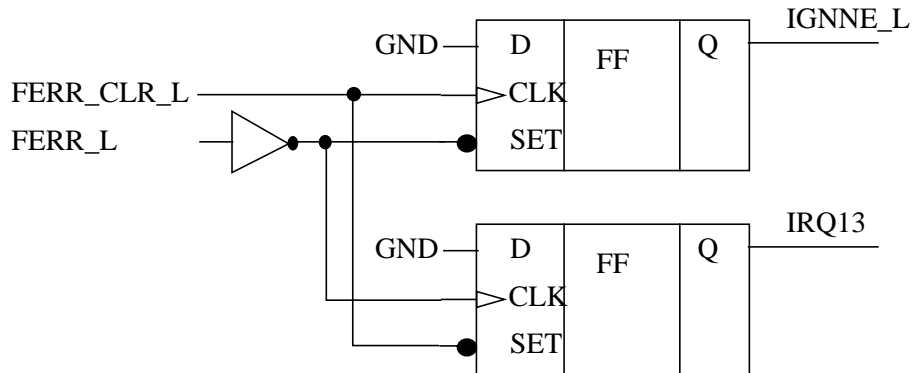 IGNNE_L
GND D FF Q
FERR_CLR_L CLK
FERR_L SET
IRQ13
GND D FF Q
CLK
SET